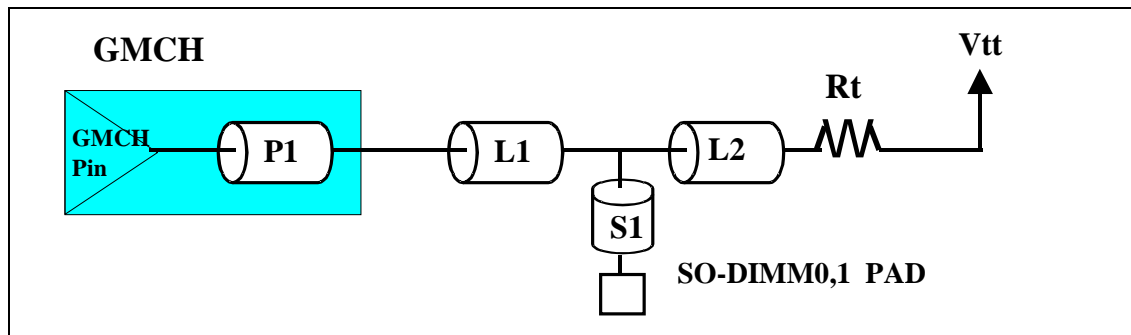 GMCH
Vtt
Rt
GMCH
Pin
P1
L1
L2
S1
SO-DIMM0,1 PAD